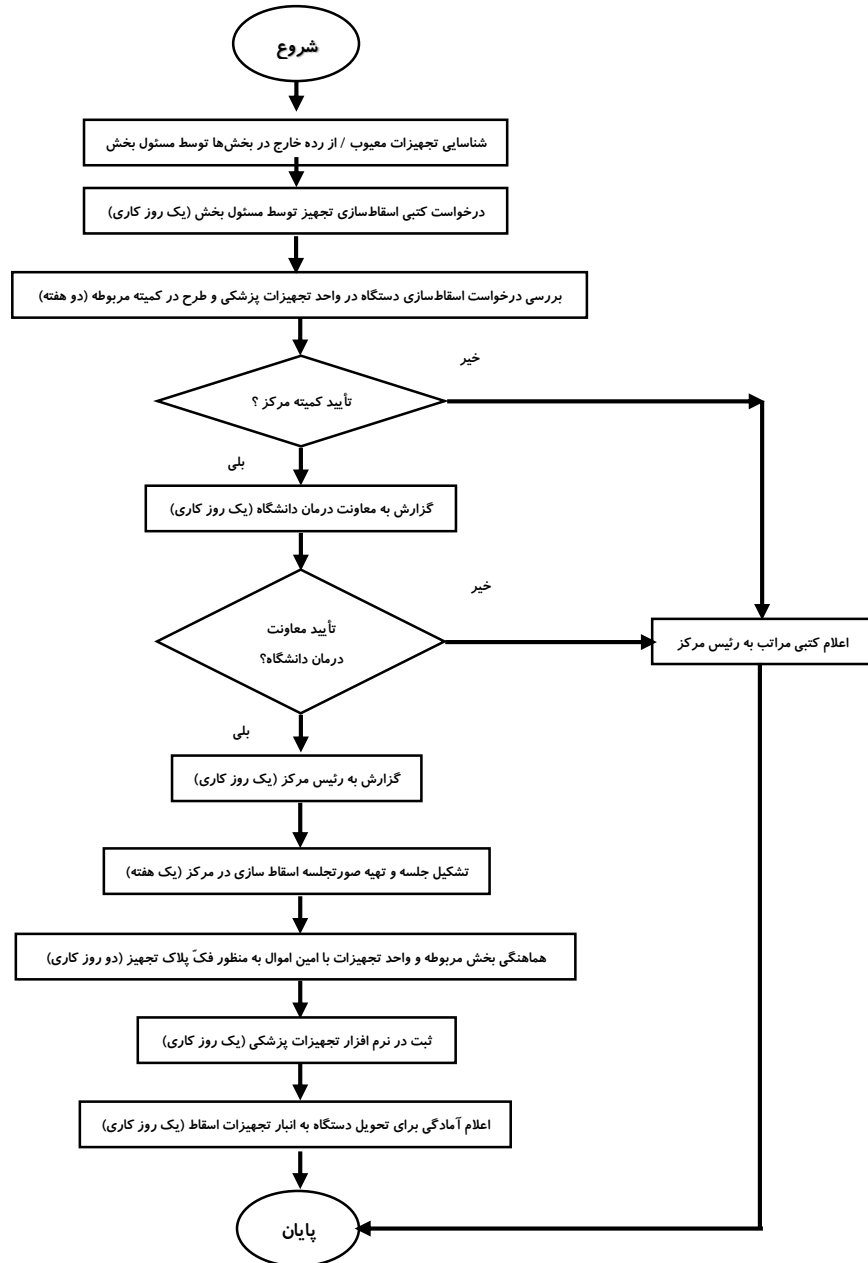 شروع
شناسایی تجهیزات معیوب / از رده خارج در بخش‌ها توسط مسئول بخش
درخواست کتبی اسقاط‌سازی تجهیز توسط مسئول بخش (یک روز کاری)
بررسی درخواست اسقاط‌سازی دستگاه در واحد تجهیزات پزشکی و طرح در کمیته مربوطه (دو هفته)
خیر
تأیید کمیته مرکز ؟
بلی
گزارش به معاونت درمان دانشگاه (یک روز کاری)
خیر
تأیید معاونت
درمان دانشگاه؟
اعلام کتبی مراتب به رئیس مرکز
بلی
گزارش به رئیس مرکز (یک روز کاری)
تشکیل جلسه و تهیه صورتجلسه اسقاط سازی در مرکز (یک هفته)
هماهنگی بخش مربوطه و واحد تجهیزات با امین اموال به منظور فکّ پلاک تجهیز (دو روز کاری)
ثبت در نرم افزار تجهیزات پزشکی (یک روز کاری)
اعلام آمادگی برای تحویل دستگاه به انبار تجهیزات اسقاط (یک روز کاری)
پایان